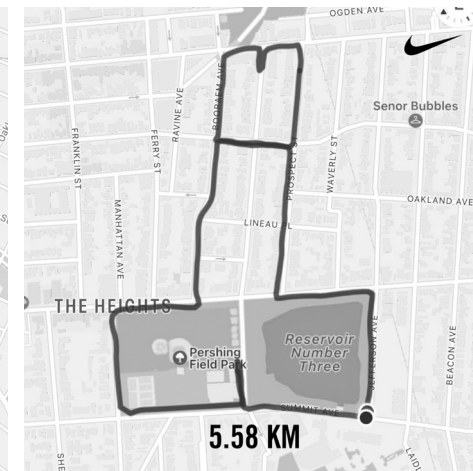 OGDEN AVE
Senor Bubbles
BOORAEM AVE
RAVINE AVE
FERRY ST
FRANKLIN ST
PROSPECT ST
WAVERLY ST
OAKLAND AVE
MANHATTAN AVE
LINEAU PL
THE HEIGHTS
Reservoir
Number
Three
Pershing
Field Park
JEFFERSON AVE
BEACON AVE
SUMMIT AVE
5.58 KM